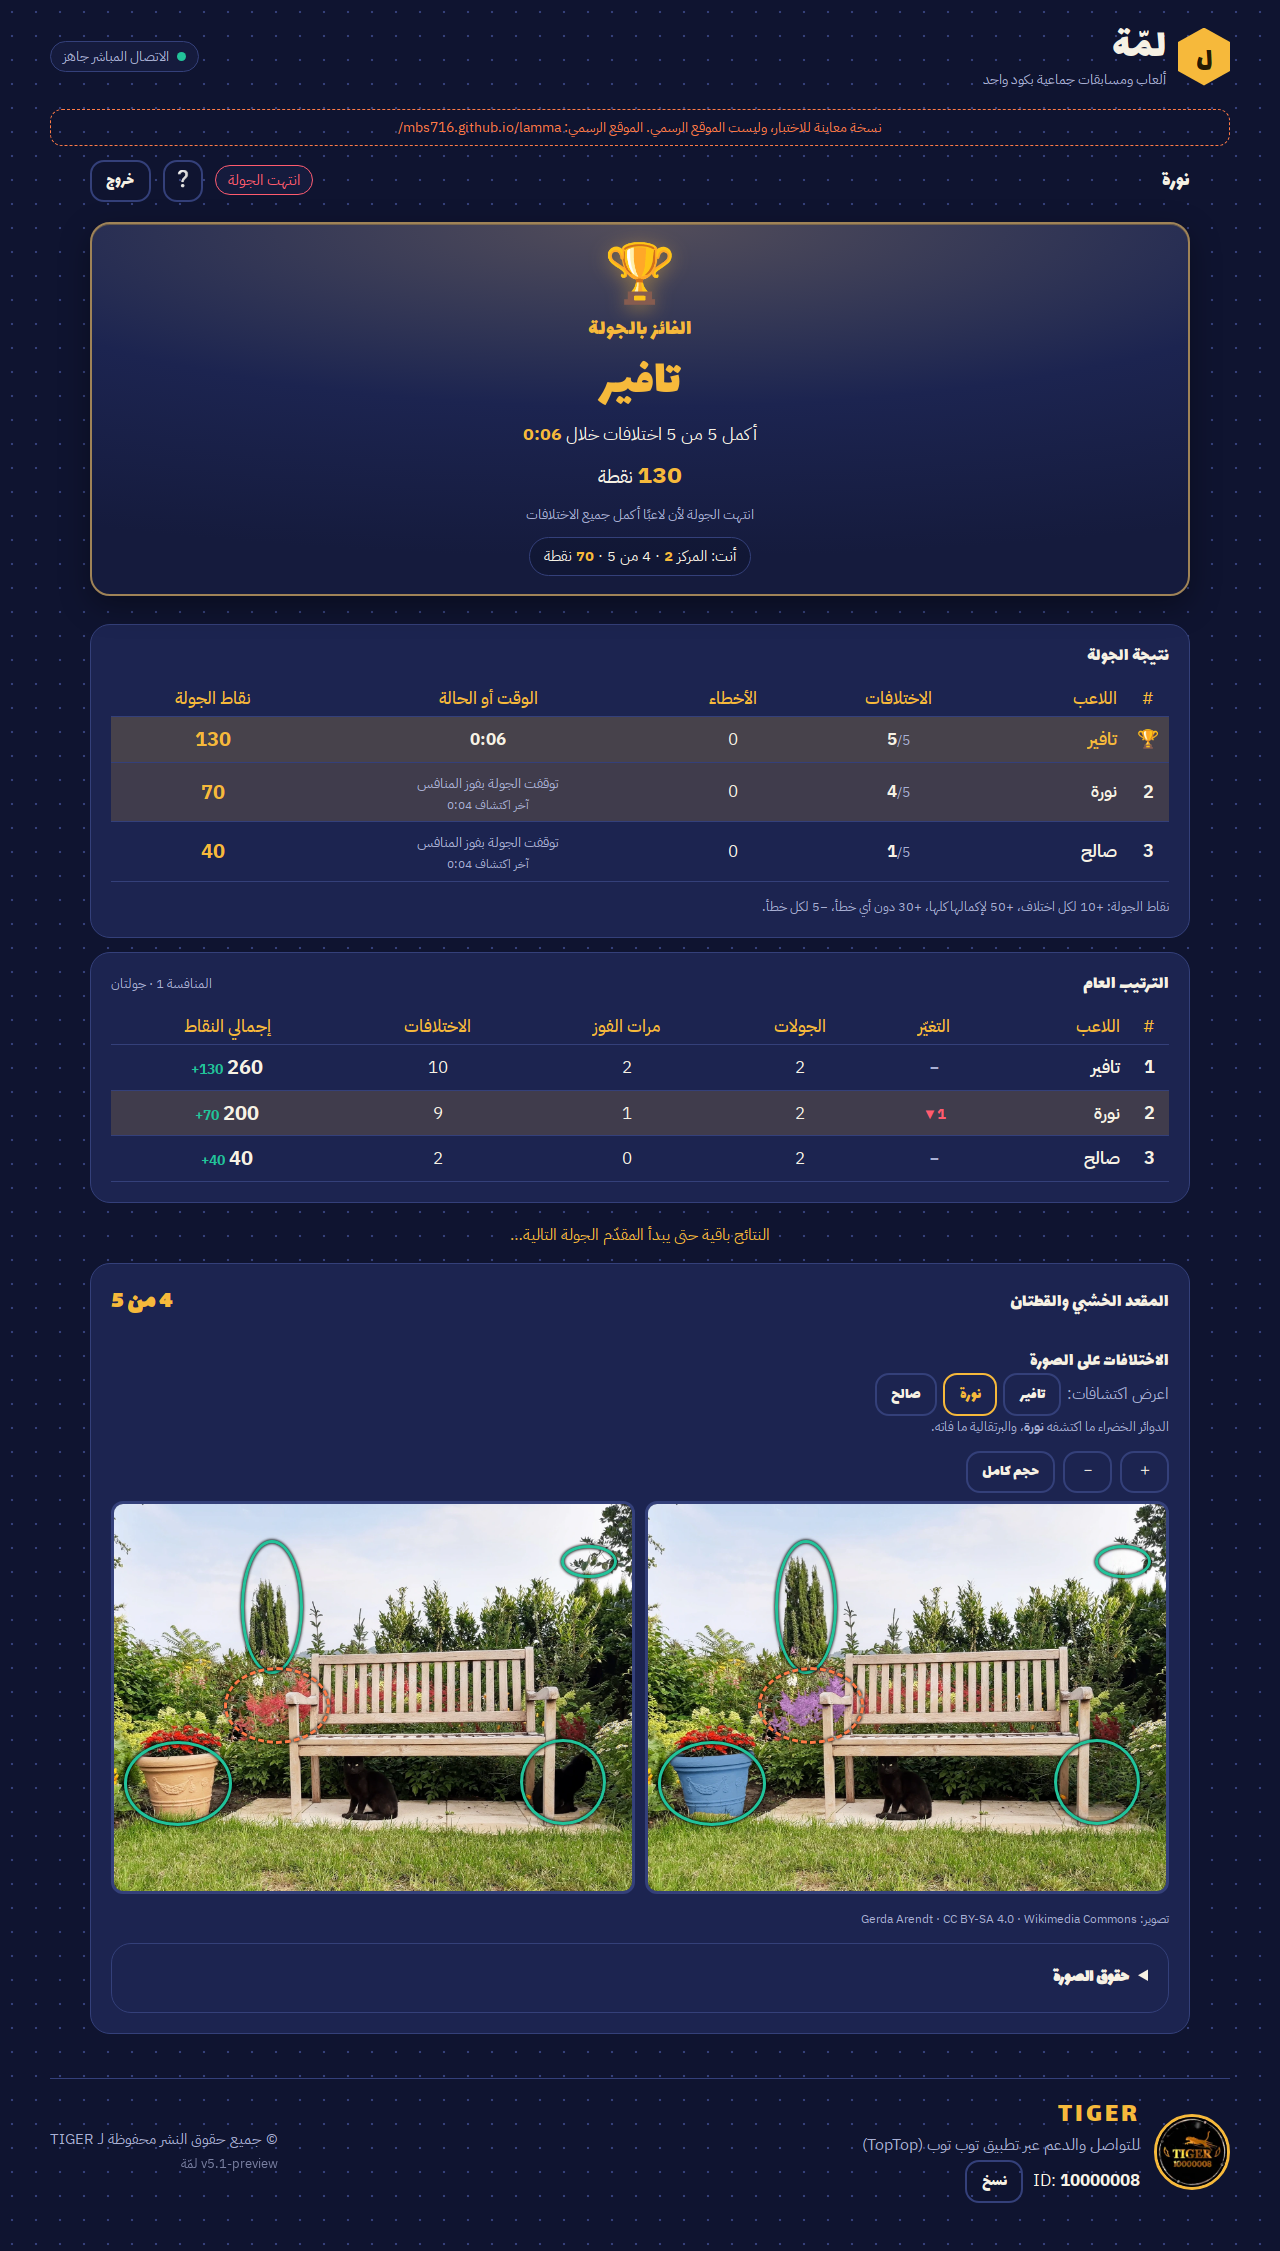 ل
لمّة
ألعاب ومسابقات جماعية بكود واحد
الاتصال المباشر جاهز
نسخة معاينة للاختبار، وليست الموقع الرسمي. الموقع الرسمي: mbs716.github.io/lamma/
نورة
انتهت الجولة
?
خروج
الفائز بالجولة
تافير
أكمل 5 من 5 اختلافات خلال 0:06
130 نقطة
انتهت الجولة لأن لاعبًا أكمل جميع الاختلافات
أنت: المركز 2 · 4 من 5 · 70 نقطة
نتيجة الجولة
# اللاعب الاختلافات الأخطاء الوقت أو الحالة نقاط الجولة
تافير 5/5 0 0:06 130
2 نورة 4/5 0 توقفت الجولة بفوز المنافس 70
آخر اكتشاف 0:04
3 صالح 1/5 0 توقفت الجولة بفوز المنافس 40
آخر اكتشاف 0:04
نقاط الجولة: +10 لكل اختلاف، +50 لإكمالها كلها، +30 دون أي خطأ، −5 لكل خطأ.
الترتيب العام
المنافسة 1 · جولتان
# اللاعب التغيّر الجولات مرات الفوز الاختلافات إجمالي النقاط
1 تافير – 2 2 10 260 +130
2 نورة ▼1 2 1 9 200 +70
3 صالح – 2 0 2 40 +40
النتائج باقية حتى يبدأ المقدّم الجولة التالية...
المقعد الخشبي والقطتان
4 من 5
الاختلافات على الصورة
اعرض اكتشافات: تافير نورة صالح
الدوائر الخضراء ما اكتشفه نورة، والبرتقالية ما فاته.
+ − حجم كامل
تصوير: Gerda Arendt · CC BY-SA 4.0 · Wikimedia Commons
◀ حقوق الصورة
TIGER
للتواصل والدعم عبر تطبيق توب توب (TopTop)
ID: 10000008
نسخ
TIGER
10000008
© جميع حقوق النشر محفوظة لـ TIGER
لمّة v5.1-preview